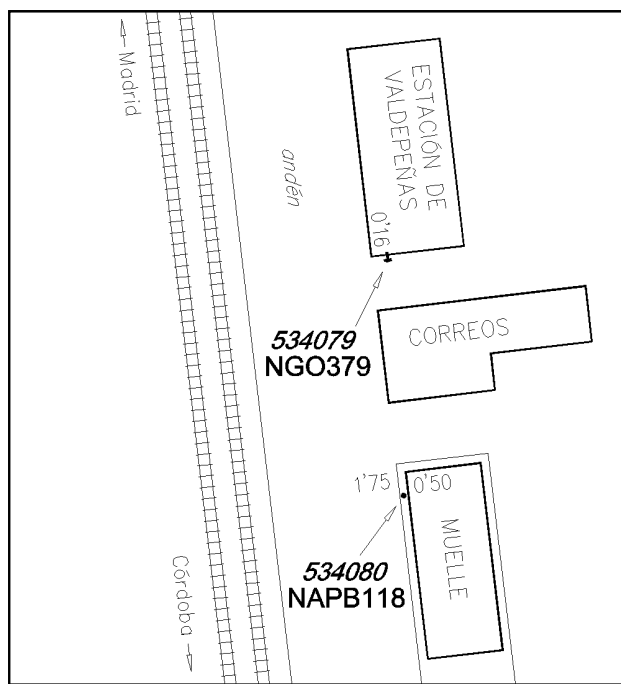 Madrid
andén
ESTACIÓN DE
VALDEPEÑAS
0'16
534079
NGO379
CORREOS
1'75
0'50
534080
NAPB118
MUELLE
Córdoba